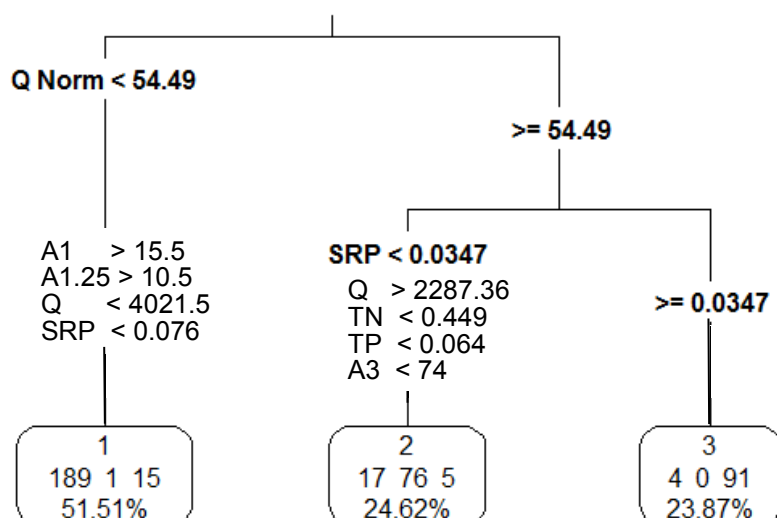 Q Norm < 54.49
>= 54.49
A1 > 15.5
A1.25 > 10.5
Q < 4021.5
SRP < 0.076
SRP < 0.0347
Q > 2287.36
TN < 0.449
TP < 0.064
A3 < 74
>= 0.0347
1
189 1 15
51.51%
2
17 76 5
24.62%
3
4 0 91
23.87%